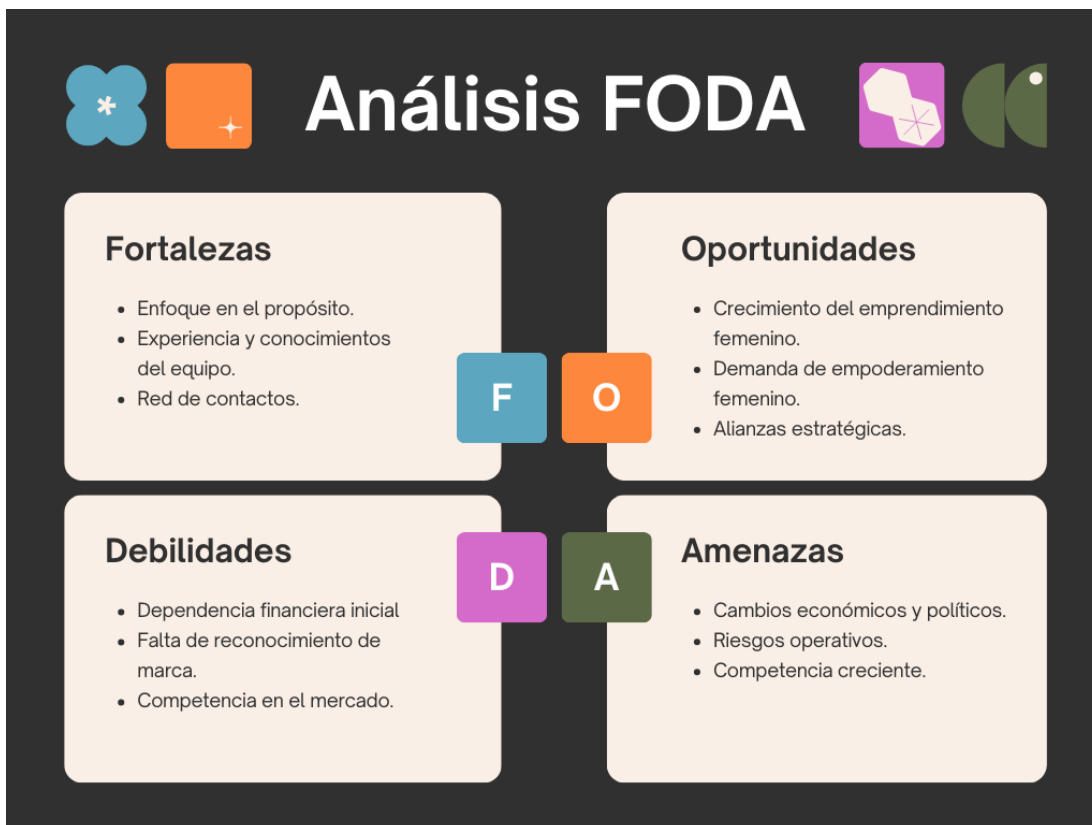 Análisis FODA
Fortalezas
• Enfoque en el propósito.
• Experiencia y conocimientos
del equipo.
• Red de contactos.
Oportunidades
• Crecimiento del emprendimiento
femenino.
• Demanda de empoderamiento
femenino.
• Alianzas estratégicas.
F
O
Debilidades
• Dependencia financiera inicial
• Falta de reconocimiento de
marca.
• Competencia en el mercado.
D
A
Amenazas
• Cambios económicos y políticos.
• Riesgos operativos.
• Competencia creciente.